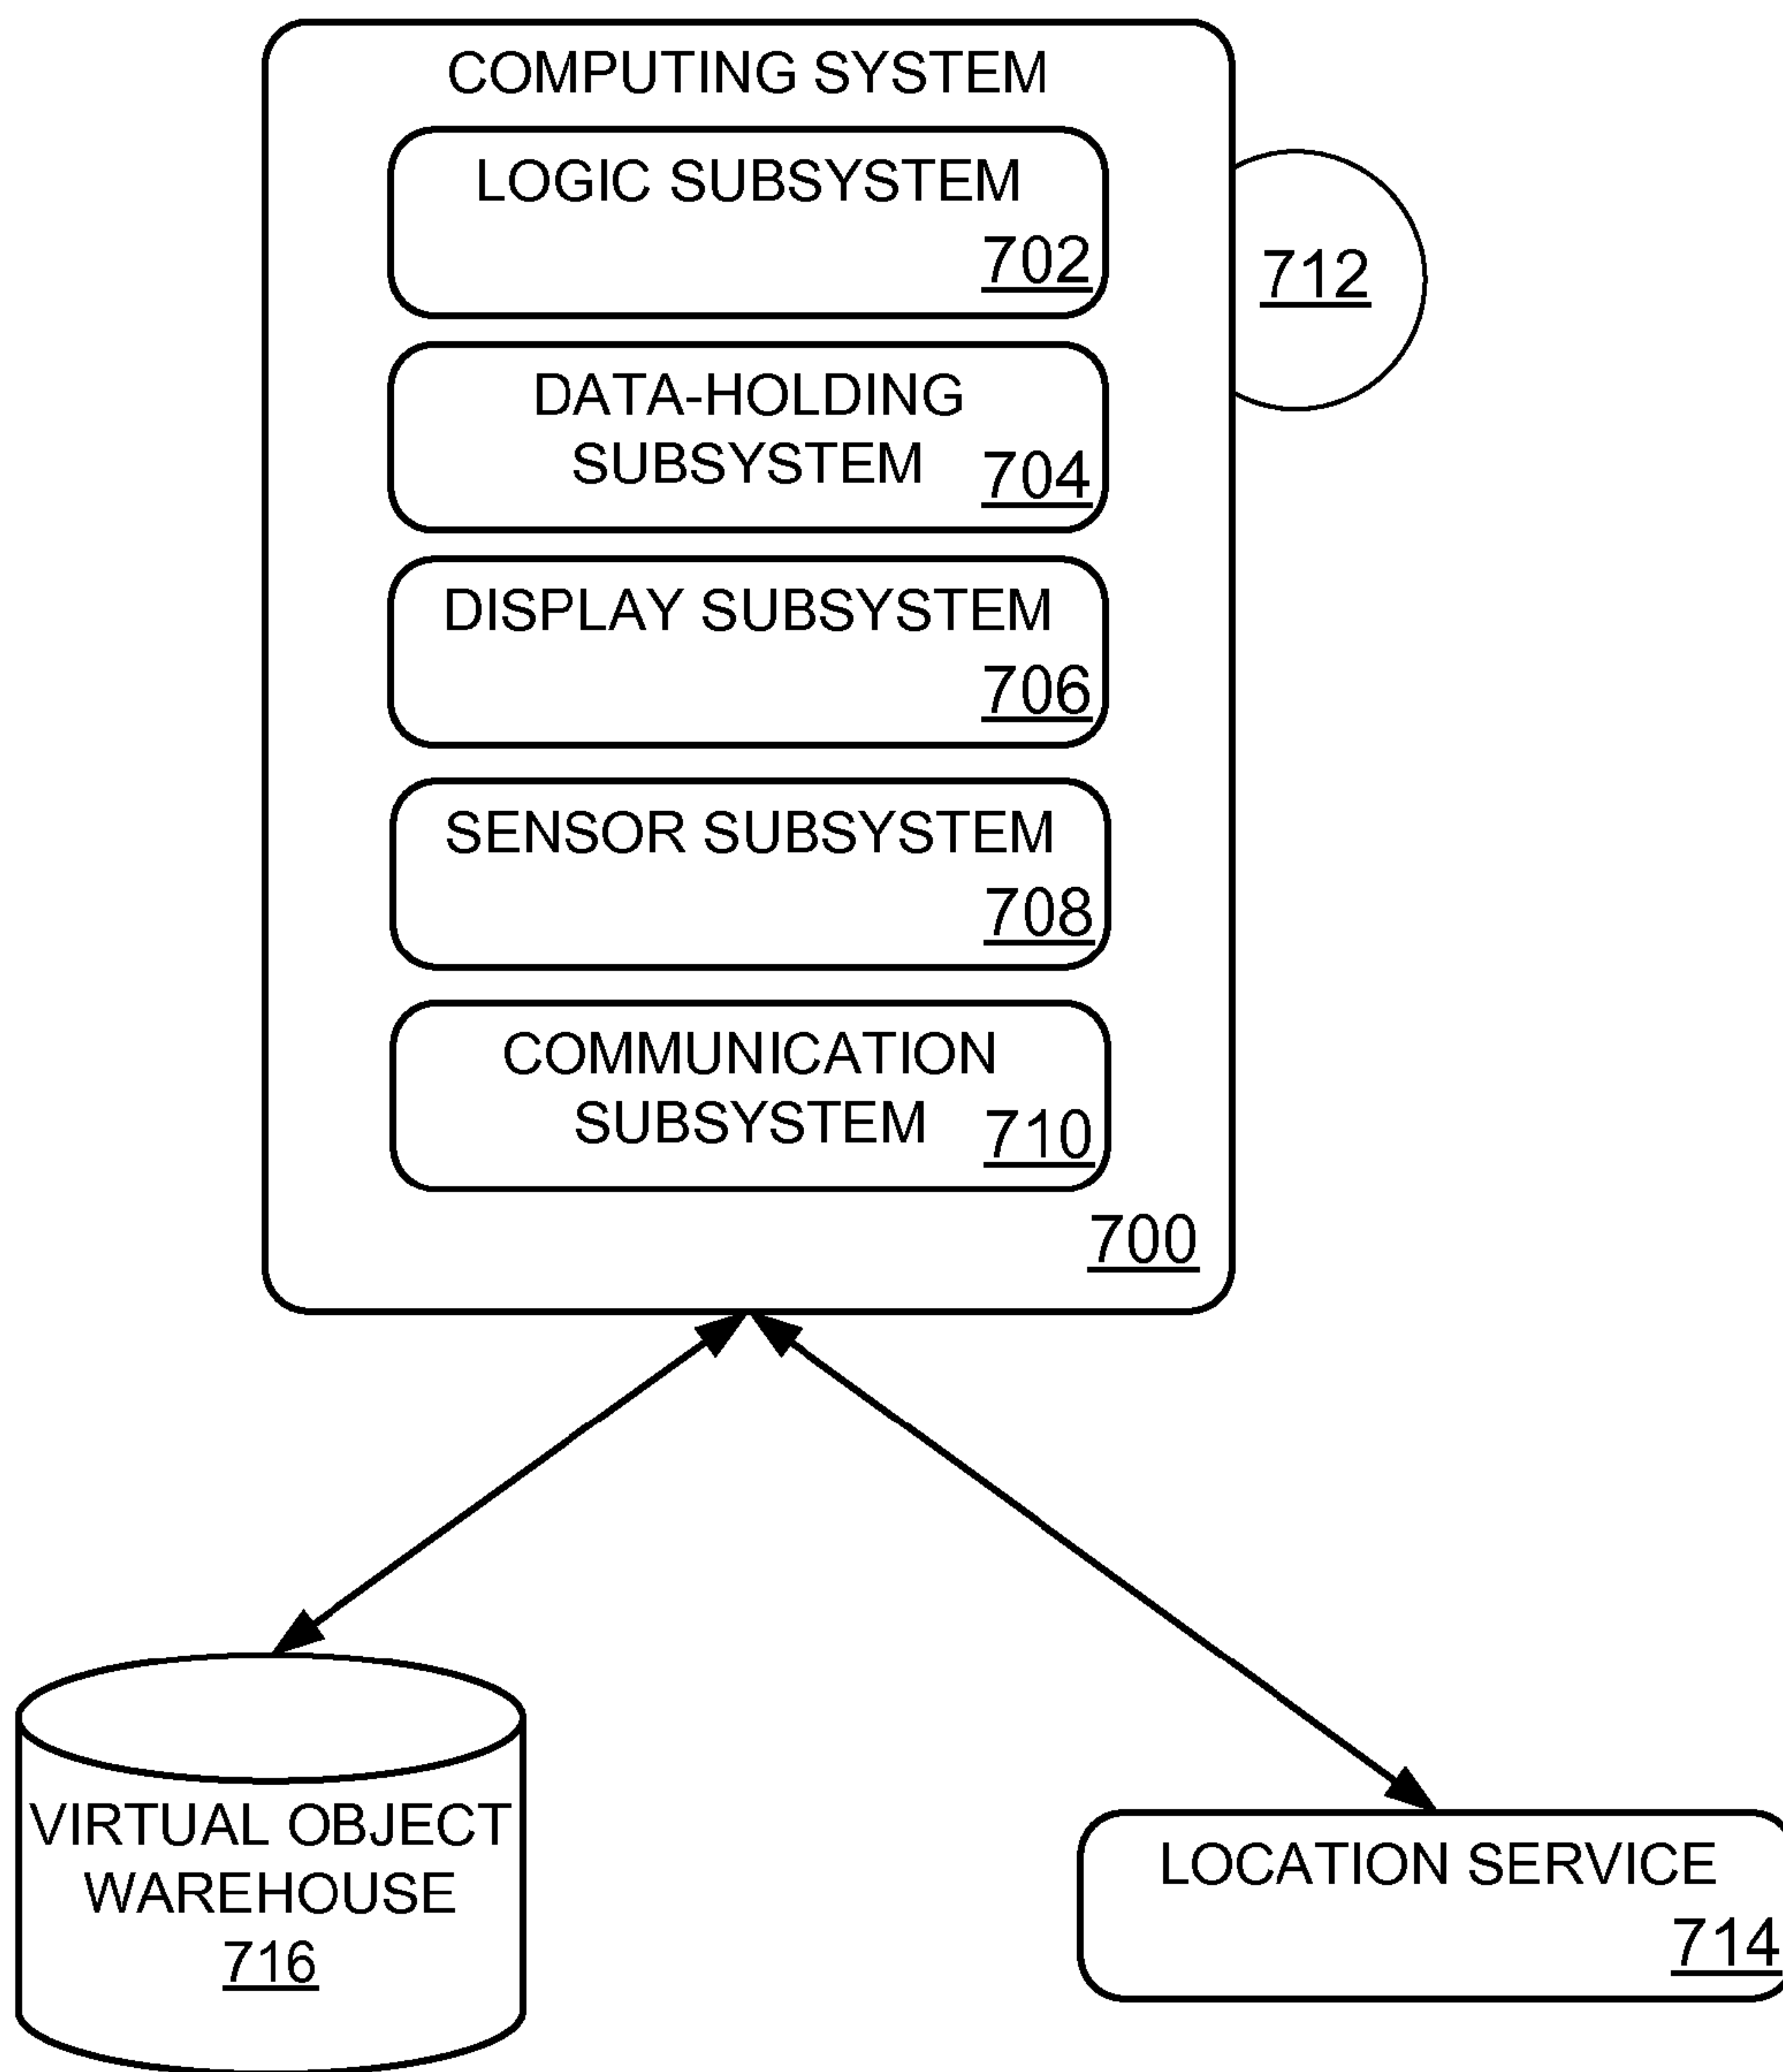 COMPUTING SYSTEM
LOGIC SUBSYSTEM
702
712
DATA-HOLDING
SUBSYSTEM
704
DISPLAY SUBSYSTEM
706
SENSOR SUBSYSTEM
708
COMMUNICATION
SUBSYSTEM
710
700
VIRTUAL OBJECT
WAREHOUSE
716
LOCATION SERVICE
714